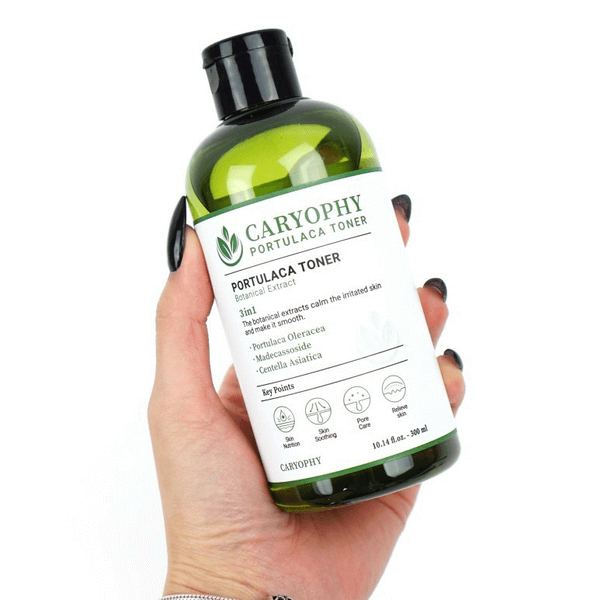 CARYOPHY
PORTULACA TONER
PORTULACA TONER
Botanical Extract
3in1
The botanical extracts calm the irritated skin
and make it smooth.
· Portulaca Oleracea
· Madecassoside
· Centella Asiatica
Key Points
Skin
Nutrition
Skin
Soothing
Pore
Care
Relieve
skin
CARYOPHY
10.14 fl.oz. - 300 ml